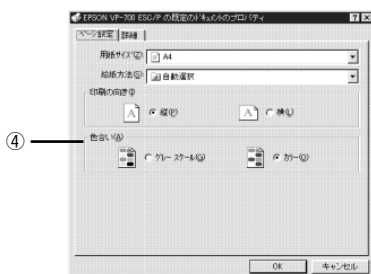 EPSON VP-700 ESC/P の既定のﾄﾞｷｭﾒﾝﾄのプロパティ
ページ設定 詳細
用紙サイズ(Z): A4
給紙方法(S): 自動選択
印刷の向き(I)
縦(P) 横(L)
④
色合い(A)
グレースケール(G) カラー(O)
OK キャンセル